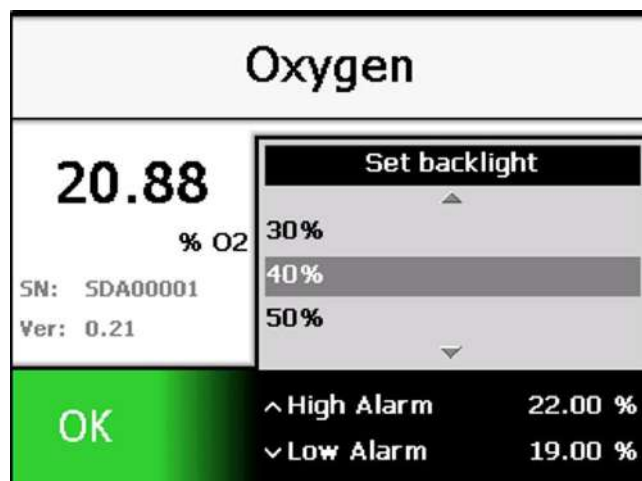 Oxygen
20.88
% O2
SN: SDA00001
Ver: 0.21
Set backlight
30%
40%
50%
OK
High Alarm 22.00 %
Low Alarm 19.00 %